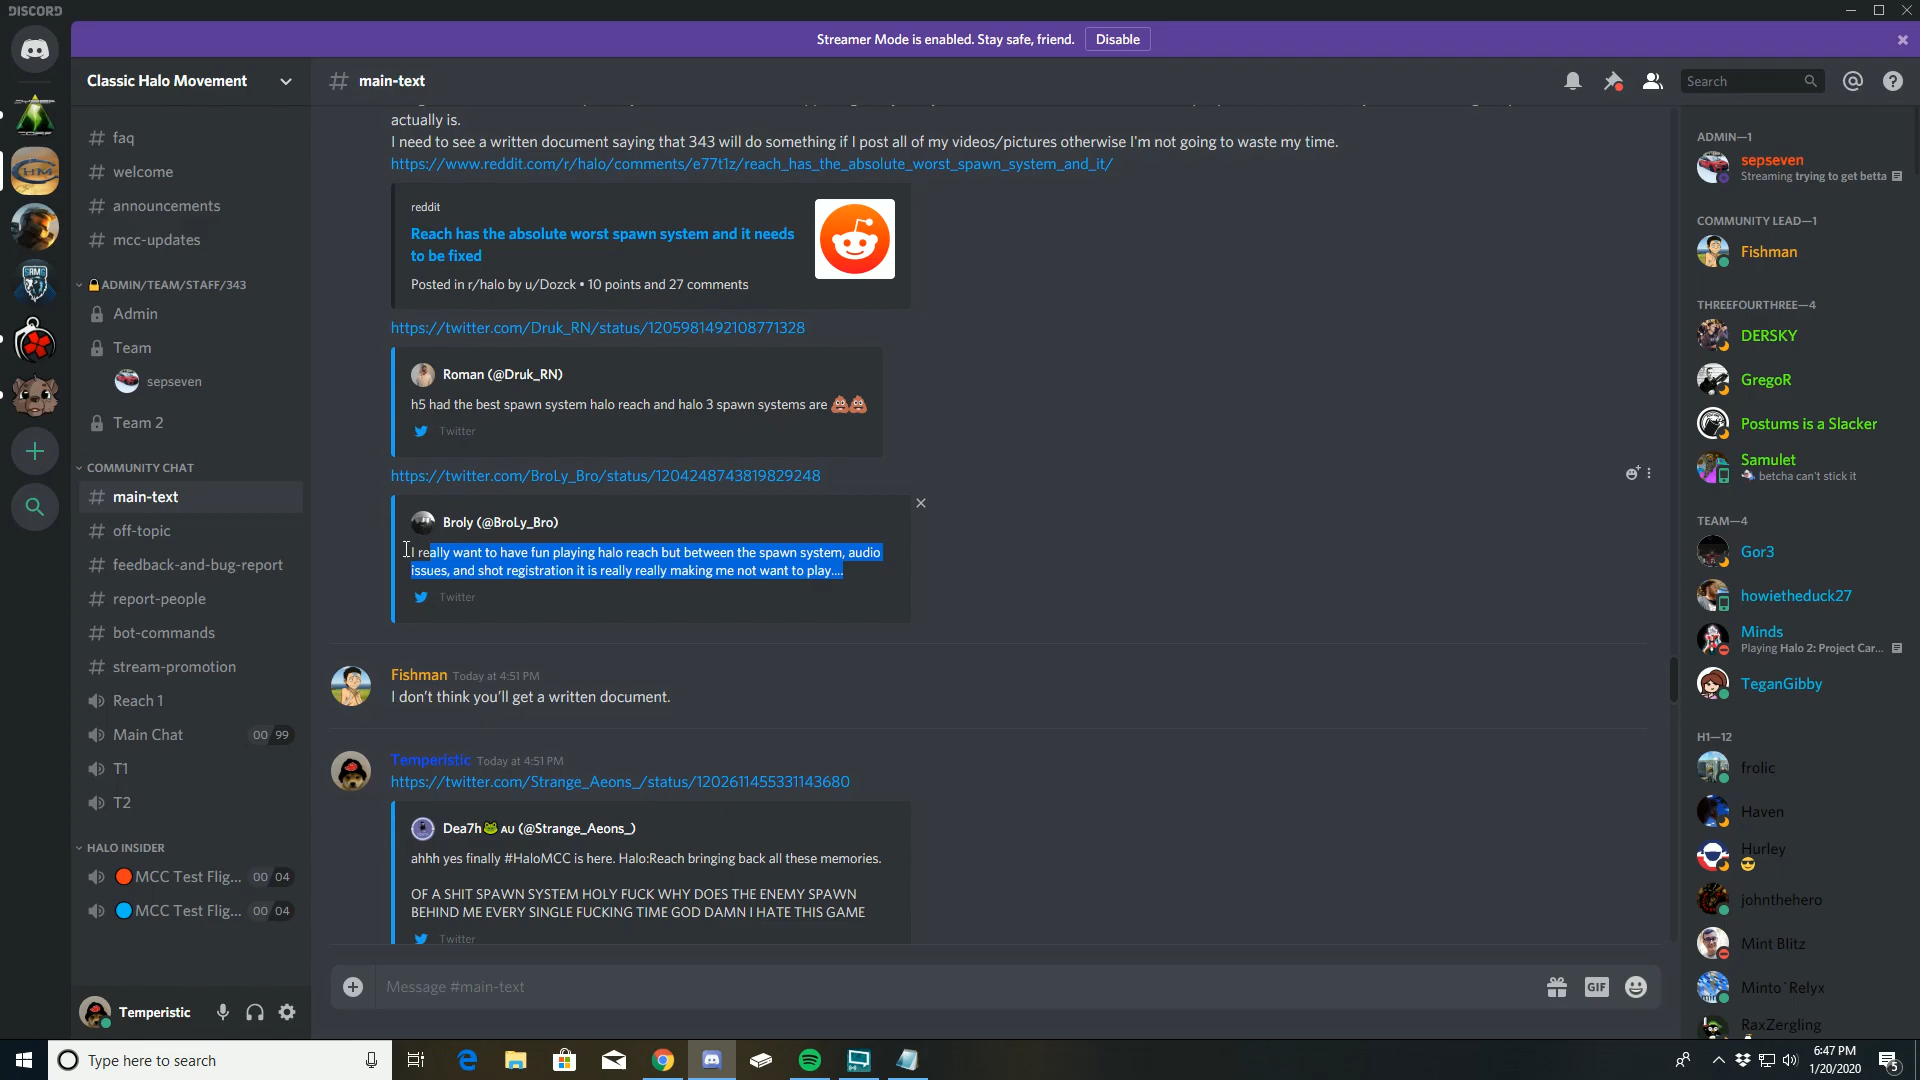 DISCORD
Streamer Mode is enabled. Stay safe, friend. Disable
Classic Halo Movement
# main-text
Search
faq
welcome
announcements
mcc-updates
ADMIN/TEAM/STAFF/343
Admin
Team
sepseven
Team 2
COMMUNITY CHAT
main-text
off-topic
feedback-and-bug-report
report-people
bot-commands
stream-promotion
Reach 1
Main Chat 00 99
T1
T2
HALO INSIDER
MCC Test Flig... 00 04
MCC Test Flig... 00 04
Temperistic
actually is.
I need to see a written document saying that 343 will do something if I post all of my videos/pictures otherwise I'm not going to waste my time.
https://www.reddit.com/r/halo/comments/e77t1z/reach_has_the_absolute_worst_spawn_system_and_it/
reddit
Reach has the absolute worst spawn system and it needs
to be fixed
Posted in r/halo by u/Dozck • 10 points and 27 comments
https://twitter.com/Druk_RN/status/1205981492108771328
Roman (@Druk_RN)
h5 had the best spawn system halo reach and halo 3 spawn systems are 💩💩
Twitter
https://twitter.com/BroLy_Bro/status/1204248743819829248
Broly (@BroLy_Bro)
I really want to have fun playing halo reach but between the spawn system, audio
issues, and shot registration it is really really making me not want to play....
Twitter
Fishman Today at 4:51 PM
I don't think you'll get a written document.
Temperistic Today at 4:51 PM
https://twitter.com/Strange_Aeons_/status/1202611455331143680
Dea7h🐸 AU (@Strange_Aeons_)
ahhh yes finally #HaloMCC is here. Halo:Reach bringing back all these memories.
OF A SHIT SPAWN SYSTEM HOLY FUCK WHY DOES THE ENEMY SPAWN
BEHIND ME EVERY SINGLE FUCKING TIME GOD DAMN I HATE THIS GAME
Twitter
Message #main-text
GIF
ADMIN—1
sepseven
Streaming trying to get betta
COMMUNITY LEAD—1
Fishman
THREEFOURTHREE—4
DERSKY
GregoR
Postums is a Slacker
Samulet
betcha can't stick it
TEAM—4
Gor3
howietheduck27
Minds
Playing Halo 2: Project Car...
TeganGibby
H1—12
frolic
Haven
Hurley
😎
johnthehero
Mint Blitz
Minto`Relyx
RaxZergling
Type here to search
6:47 PM
1/20/2020
5